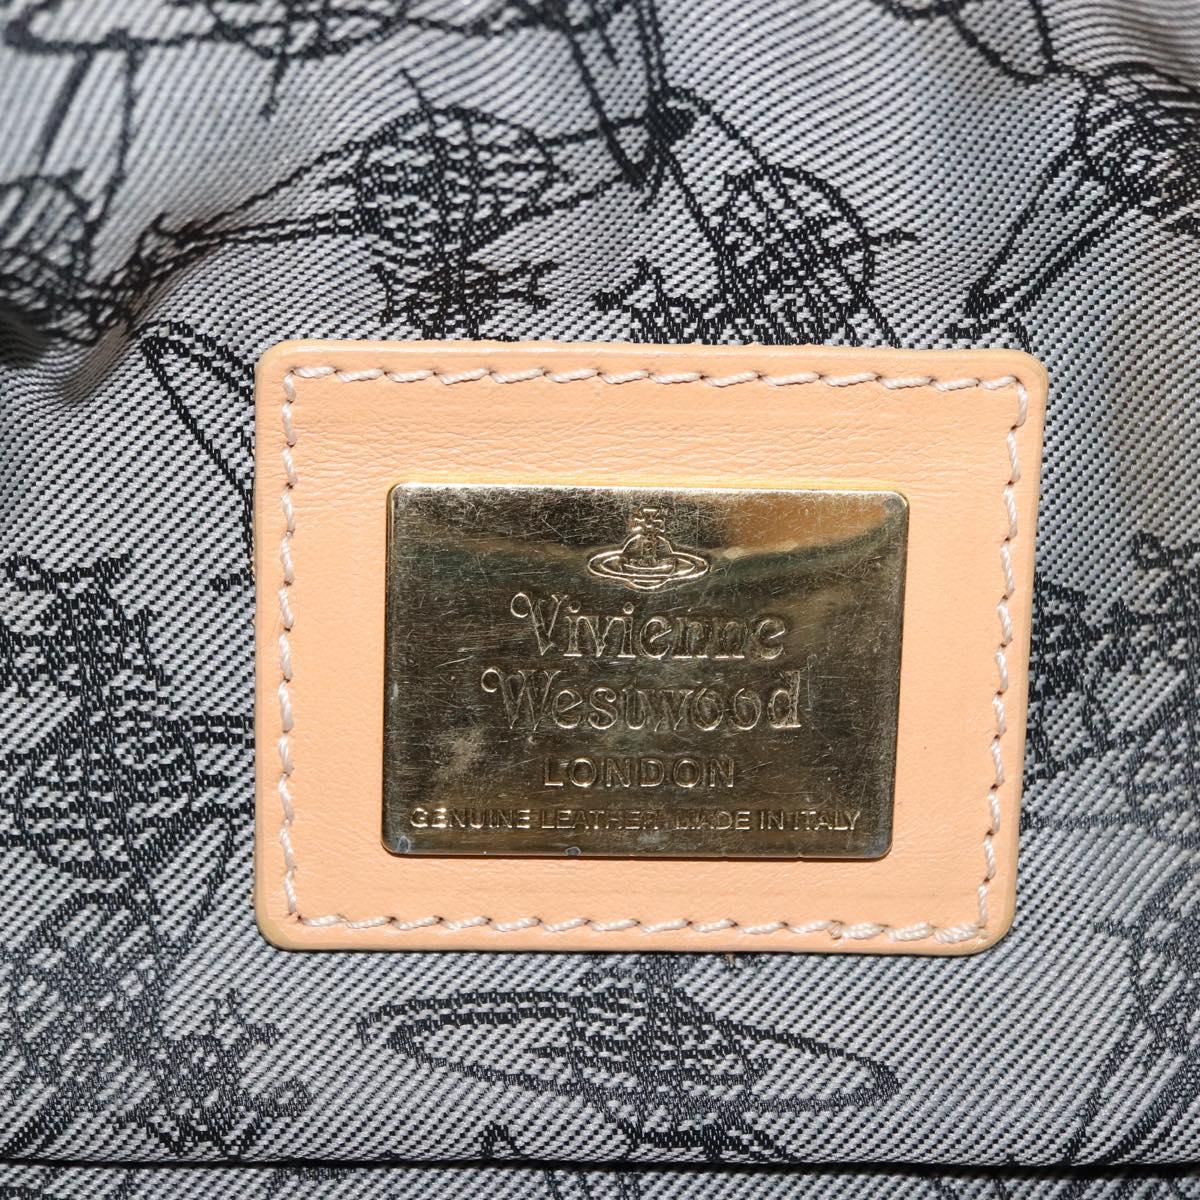 Vivienne
Westwood
LONDON
GENUINE LEATHER-MADE IN ITALY